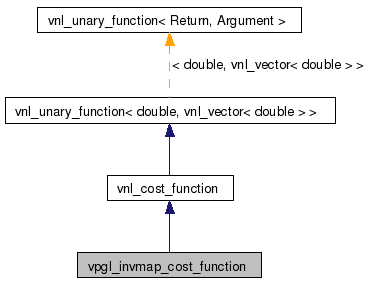 vnl_unary_function< Return, Argument >
< double, vnl_vector< double > >
vnl_unary_function< double, vnl_vector< double > >
vnl_cost_function
vpgl_invmap_cost_function